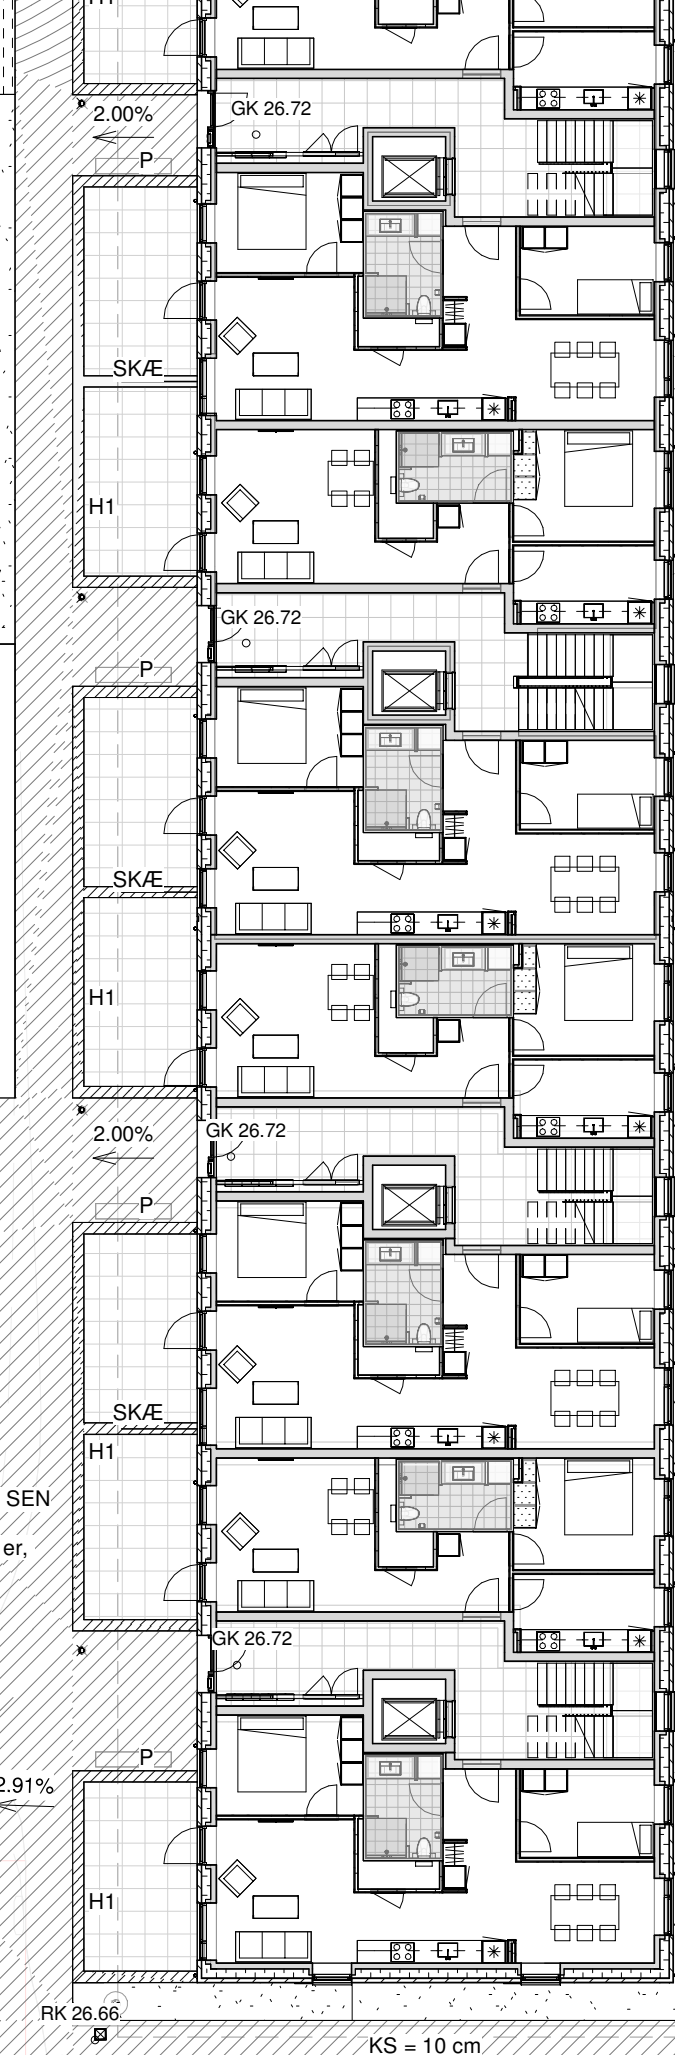 H1
GK 26.72
2.00%
P
SKÆ
H1
GK 26.72
P
SKÆ
H1
2.00%
GK 26.72
P
SKÆ
H1
SEN
er,
GK 26.72
P
2.91%
H1
RK 26.66
KS = 10 cm